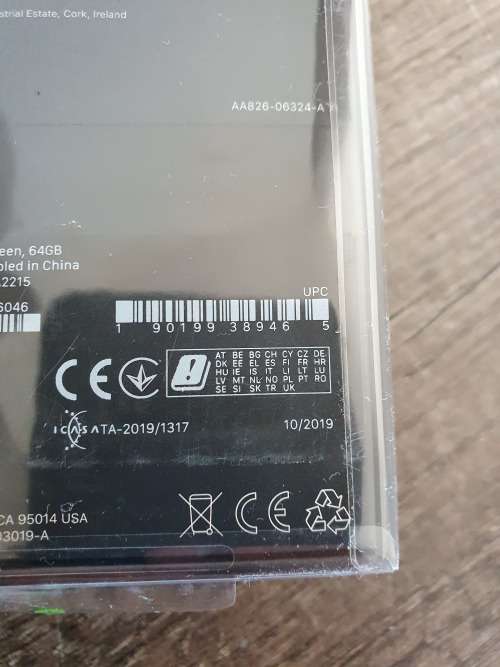 strial Estate, Cork, Ireland
AA826-06324-A
een, 64GB
bled in China
2215
UPC
6046
1 90199 38946 5
CE
AT BE BG CH CY CZ DE
DK EE EL ES FI FR HR
HU IE IS IT LI LT LU
LV MT NL NO PL PT RO
SE SI SK TR UK
ICASA TA-2019/1317
10/2019
CA 95014 USA
03019-A
CE